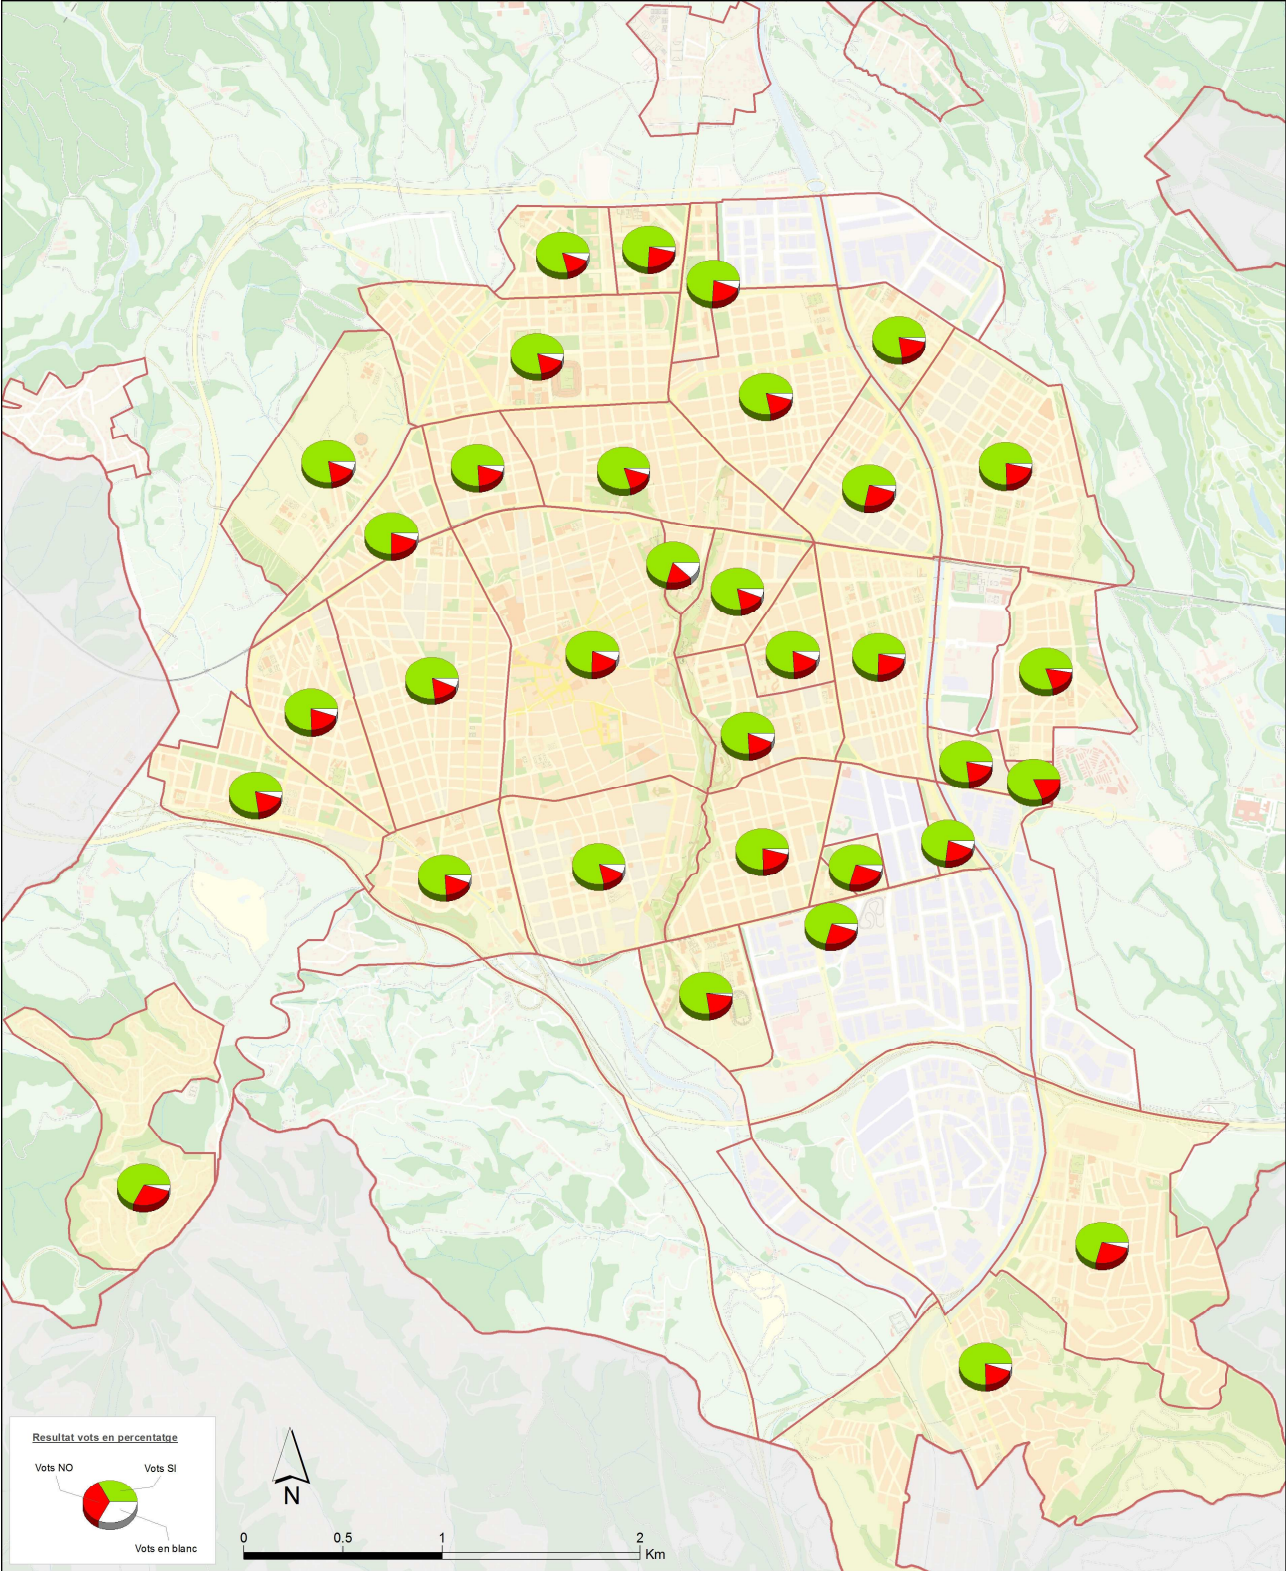 Resultat vots en percentatge
Vots NO
Vots SI
Vots en blanc
N
0 0.5 1 2
Km